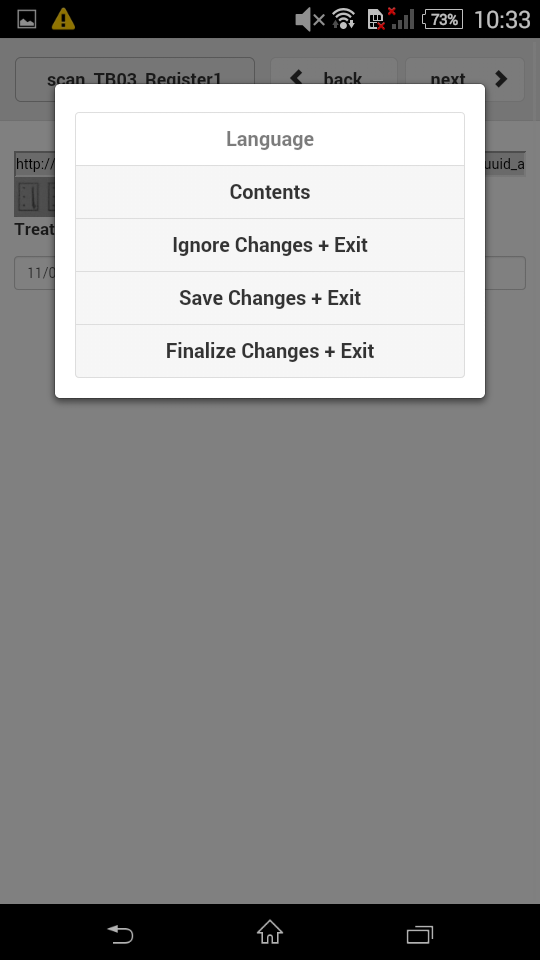 73% 10:33
scan_TB03_Register1 back next
Language
http:// uuid_a
Contents
Treat
Ignore Changes + Exit
11/0
Save Changes + Exit
Finalize Changes + Exit